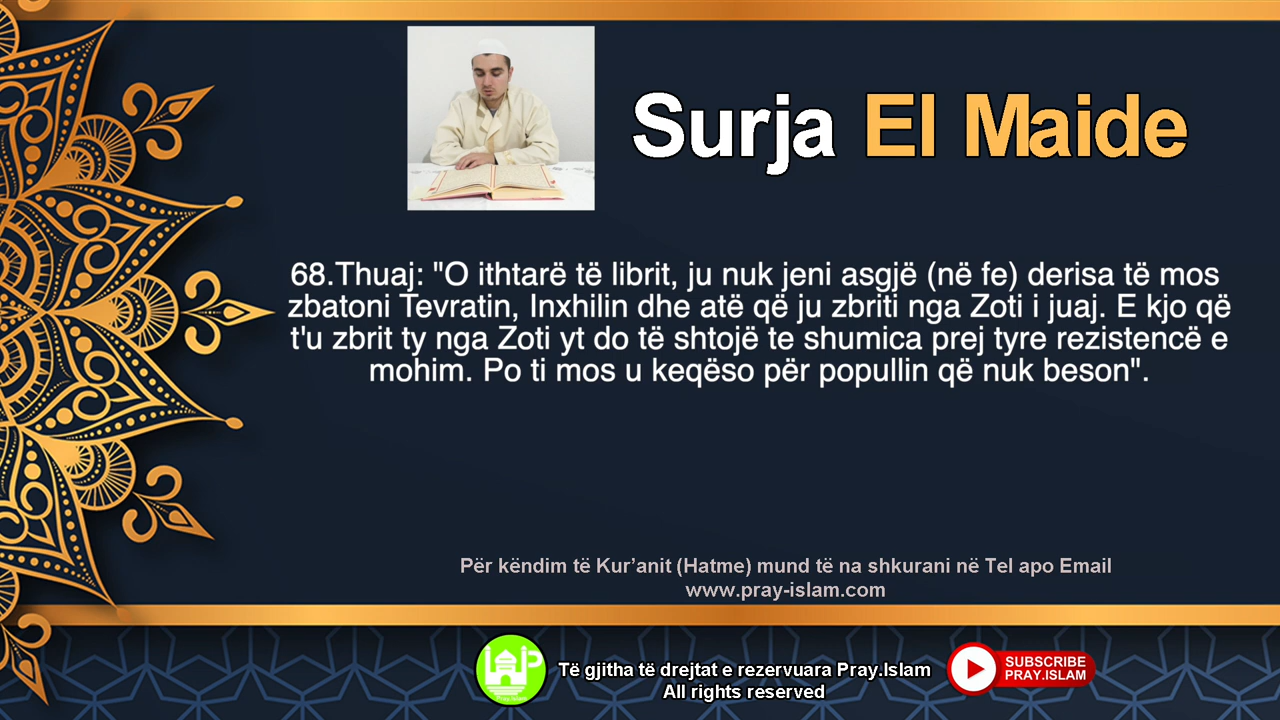 Surja El Maide
68.Thuaj: "O ithtarë të librit, ju nuk jeni asgjë (në fe) derisa të mos
zbatoni Tevratin, Inxhilin dhe atë që ju zbriti nga Zoti i juaj. E kjo që
t'u zbrit ty nga Zoti yt do të shtojë te shumica prej tyre rezistencë e
mohim. Po ti mos u keqëso për popullin që nuk beson".
Për këndim të Kur’anit (Hatme) mund të na shkurani në Tel apo Email
www.pray-islam.com
Pray.Islam
Të gjitha të drejtat e rezervuara Pray.Islam
All rights reserved
SUBSCRIBE
PRAY.ISLAM